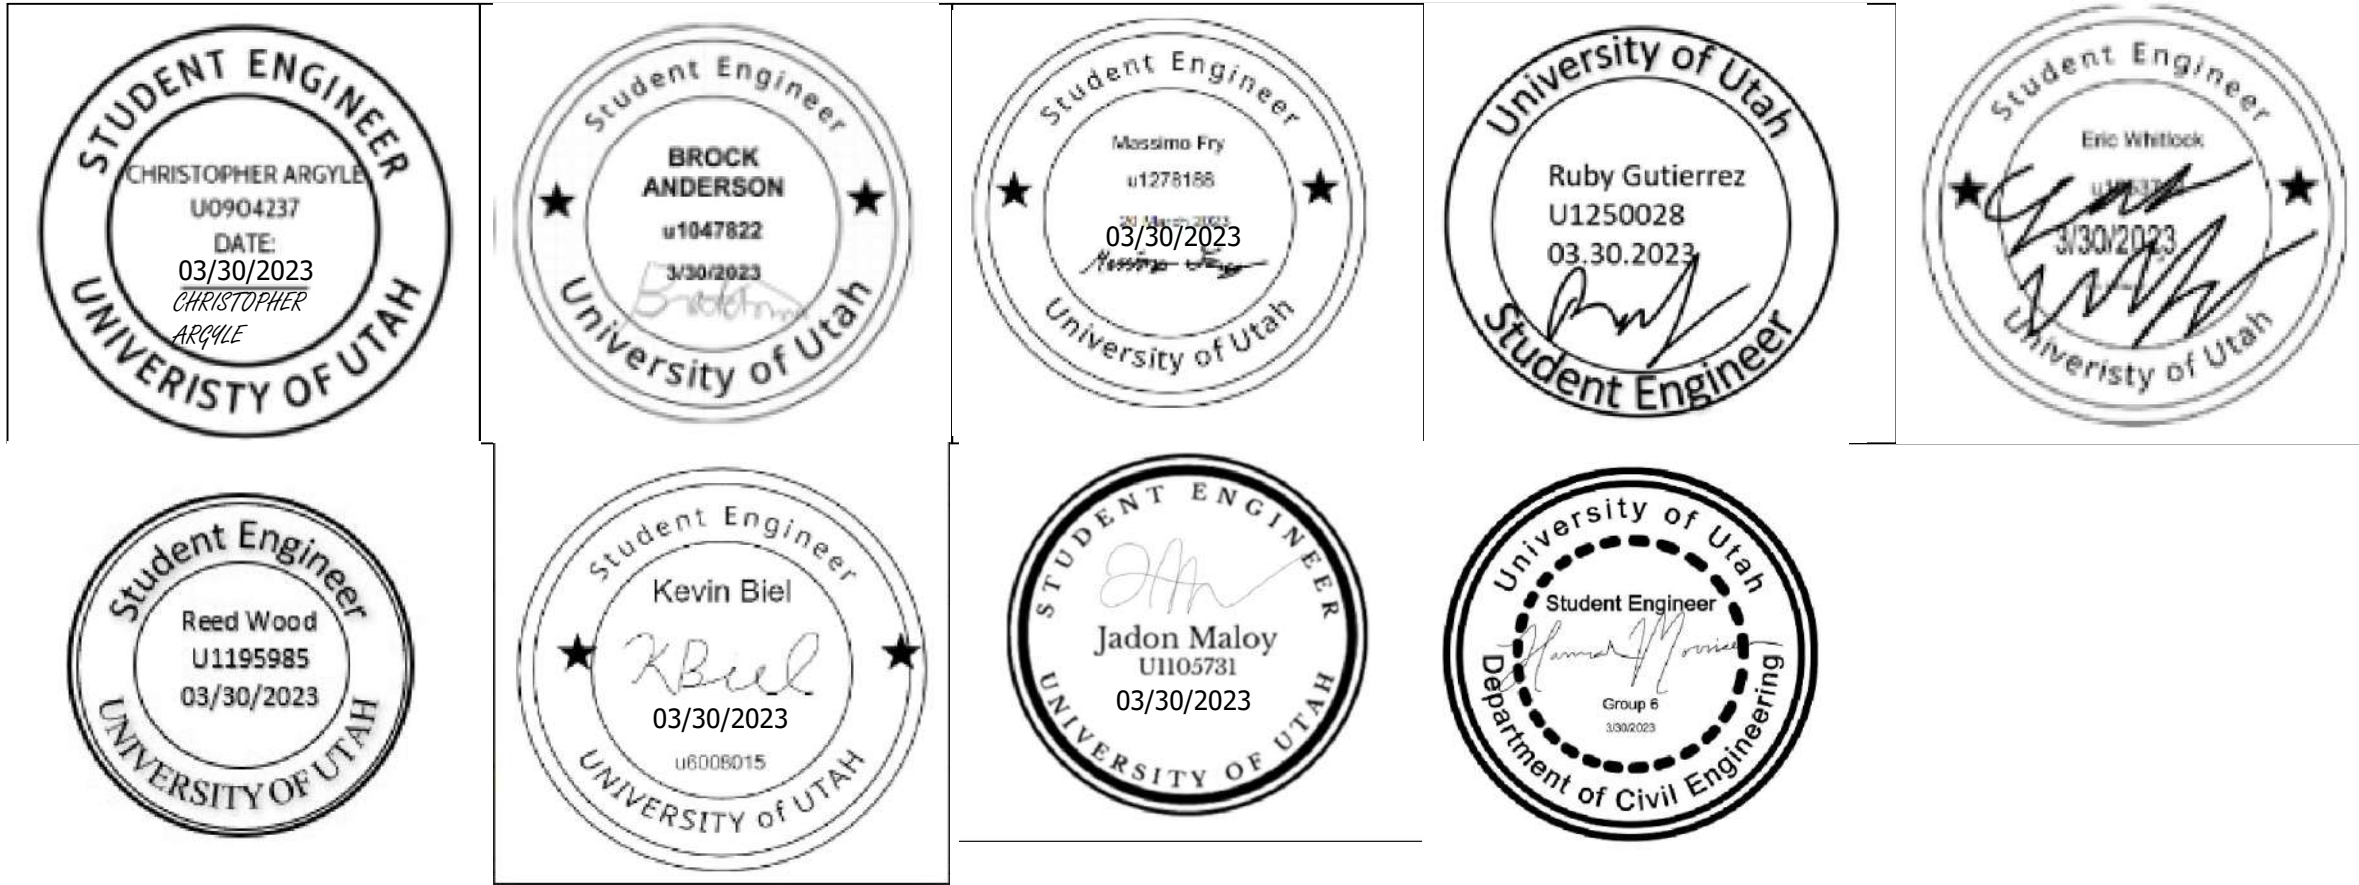 STUDENT ENGINEER
CHRISTOPHER ARGYLE
U0904237
DATE:
03/30/2023
CHRISTOPHER
ARGYLE
UNIVERISTY OF UTAH
Student Engineer
BROCK
ANDERSON
u1047822
3/30/2023
University of Utah
Student Engineer
Massimo Fry
u1278188
March 2023
03/30/2023
Massimo
University of Utah
University of Utah
Ruby Gutierrez
U1250028
03.30.2023
Student Engineer
Student Engineer
Eric Whitlock
3/30/2023
Univeristy of Utah
Student Engineer
Reed Wood
U1195985
03/30/2023
UNIVERSITY OF UTAH
Student Engineer
Kevin Biel
KBiel
03/30/2023
u6008015
UNIVERSITY of UTAH
STUDENT ENGINEER
Jadon Maloy
U1105731
03/30/2023
UNIVERSITY OF UTAH
University of Utah
Student Engineer
Group 6
3/30/2023
Department of Civil Engineering